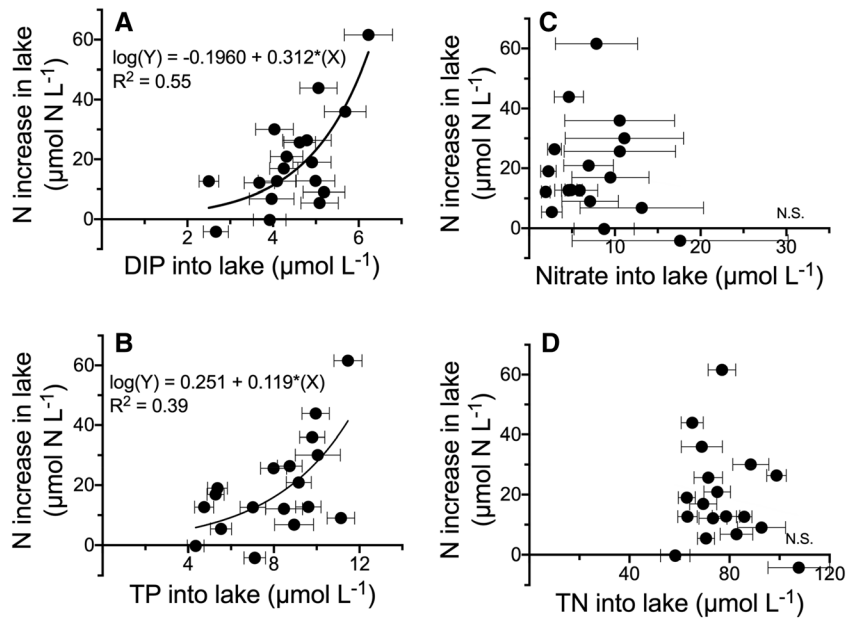 A
N increase in lake
(µmol N L⁻¹)
log(Y) = -0.1960 + 0.312*(X)
R² = 0.55
60
40
20
0
2 4 6
DIP into lake (µmol L⁻¹)
C
N increase in lake
(µmol N L⁻¹)
60
40
20
0
N.S.
10 20 30
Nitrate into lake (µmol L⁻¹)
B
N increase in lake
(µmol N L⁻¹)
log(Y) = 0.251 + 0.119*(X)
R² = 0.39
60
40
20
0
4 8 12
TP into lake (µmol L⁻¹)
D
N increase in lake
(µmol N L⁻¹)
60
40
20
0
N.S.
40 80 120
TN into lake (µmol L⁻¹)